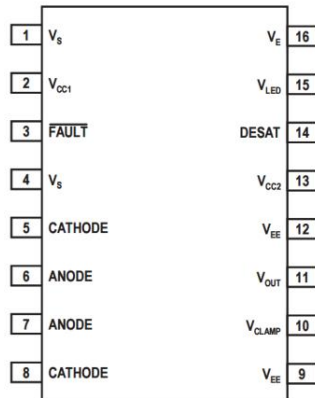 1 V_S V_E 16
2 V_CC1 V_LED 15
3 F̅A̅U̅L̅T̅ DESAT 14
4 V_S V_CC2 13
5 CATHODE V_EE 12
6 ANODE V_OUT 11
7 ANODE V_CLAMP 10
8 CATHODE V_EE 9